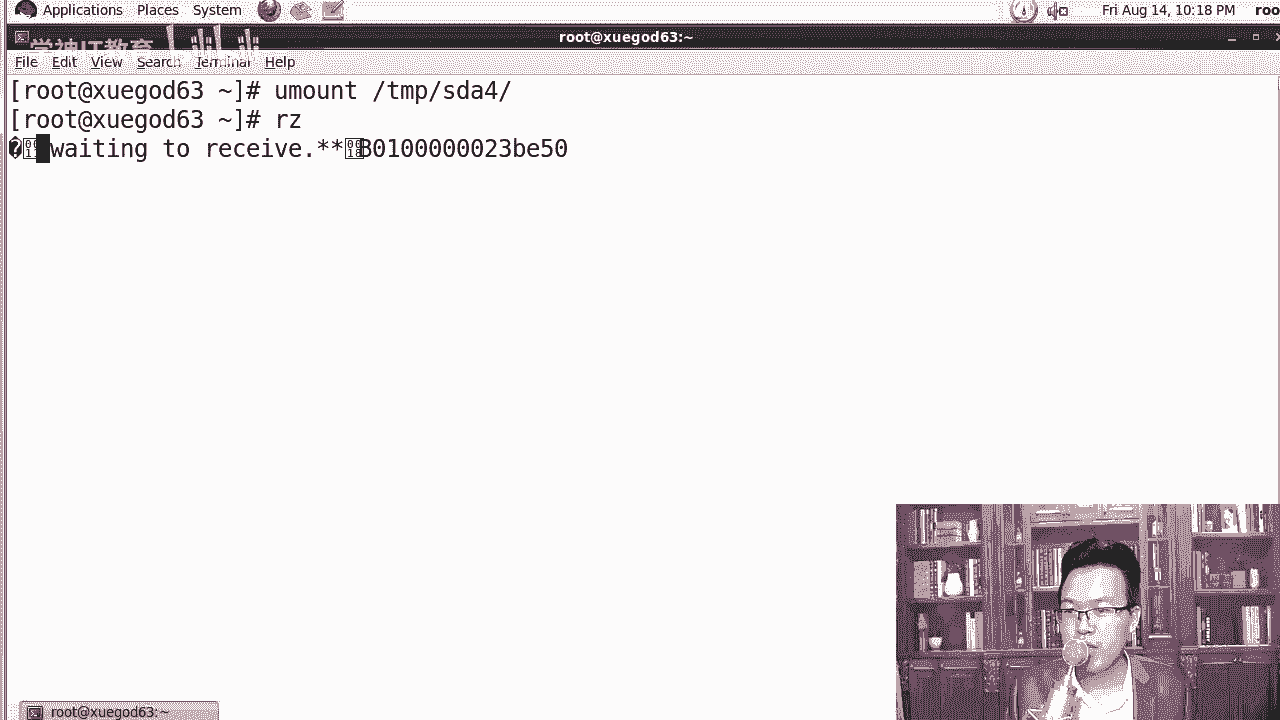 Applications Places System Fri Aug 14, 10:18 PM roo
root@xuegod63:~
学神IT教育
File Edit View Search Terminal Help
[root@xuegod63 ~]# umount /tmp/sda4/
[root@xuegod63 ~]# rz
waiting to receive.**B0100000023be50
root@xuegod63:~